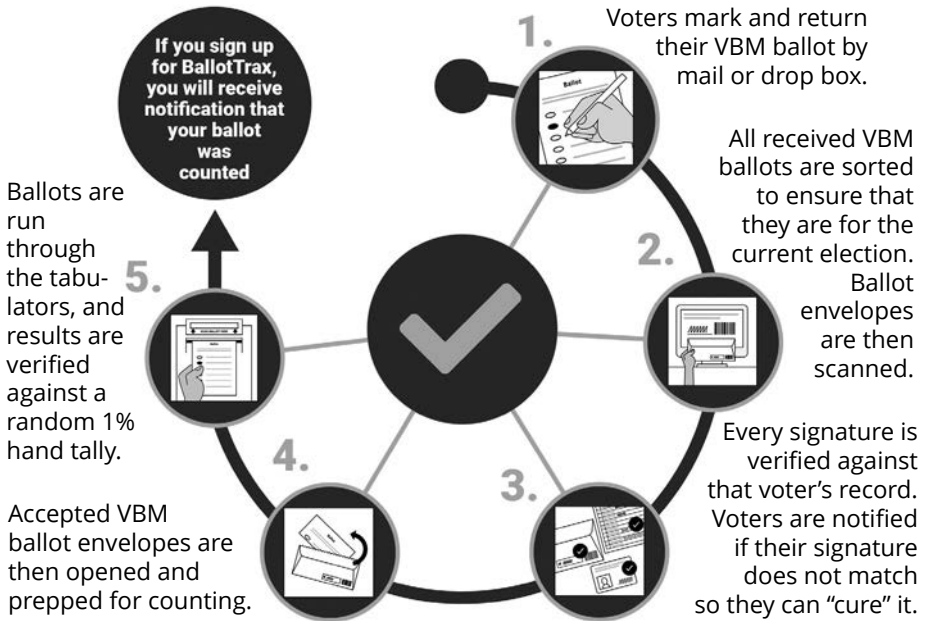 1.
Voters mark and return
their VBM ballot by
mail or drop box.
Ballot
2.
All received VBM
ballots are sorted
to ensure that
they are for the
current election.
Ballot
envelopes
are then
scanned.
3.
Every signature is
verified against
that voter's record.
Voters are notified
if their signature
does not match
so they can “cure” it.
4.
Accepted VBM
ballot envelopes are
then opened and
prepped for counting.
5.
Ballots are
run
through
the tabu-
lators, and
results are
verified
against a
random 1%
hand tally.
If you sign up
for BallotTrax,
you will receive
notification that
your ballot
was
counted